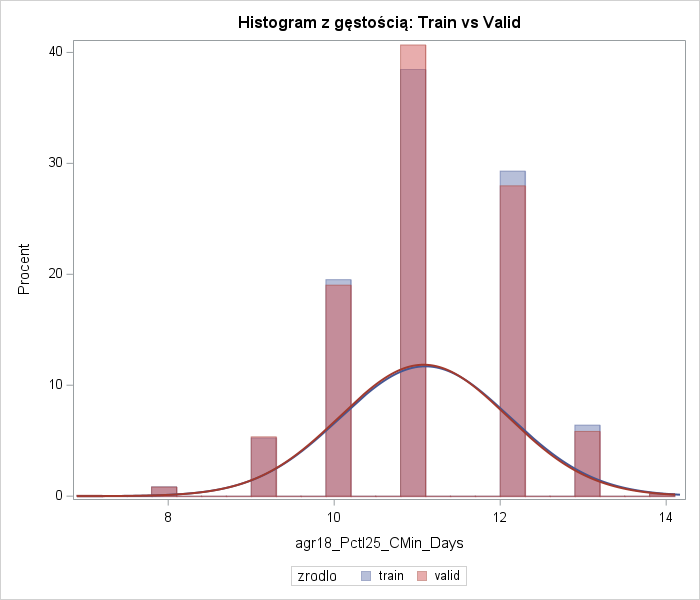 Histogram z gęstością: Train vs Valid
40
30
20
10
0
Procent
8 10 12 14
agr18_Pctl25_CMin_Days
zrodlo train valid